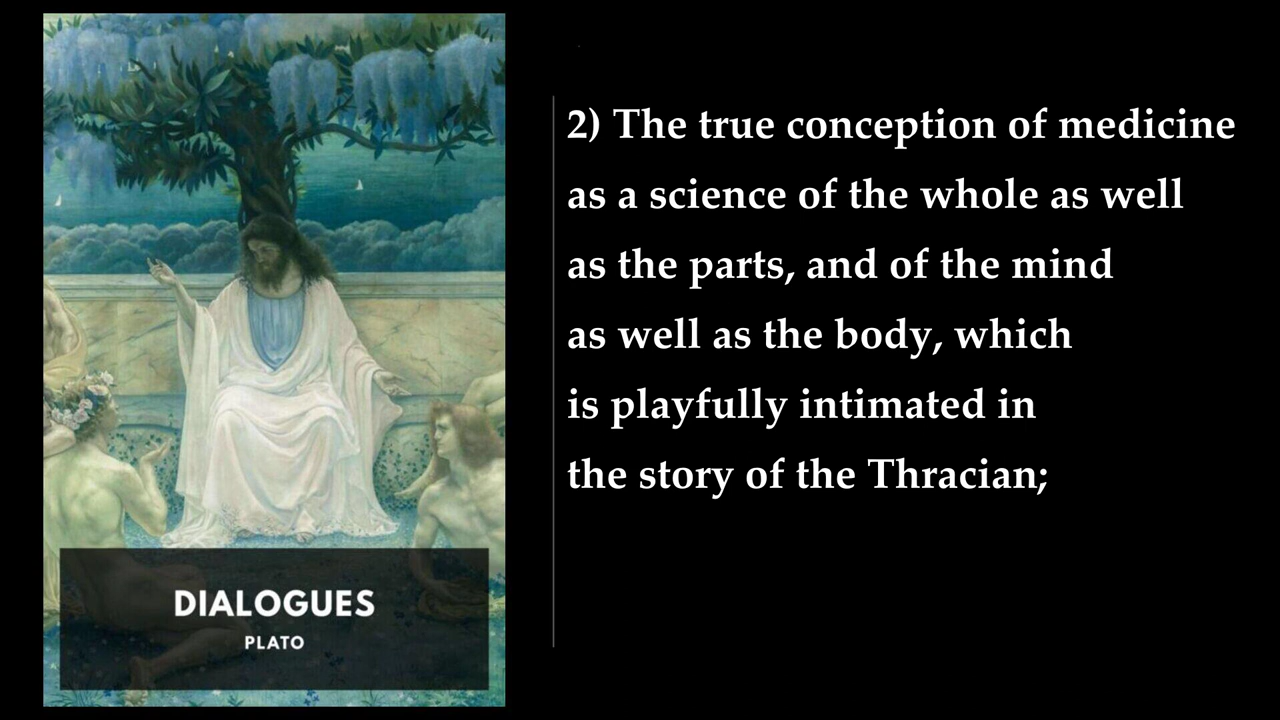 DIALOGUES
PLATO
2) The true conception of medicine
as a science of the whole as well
as the parts, and of the mind
as well as the body, which
is playfully intimated in
the story of the Thracian;